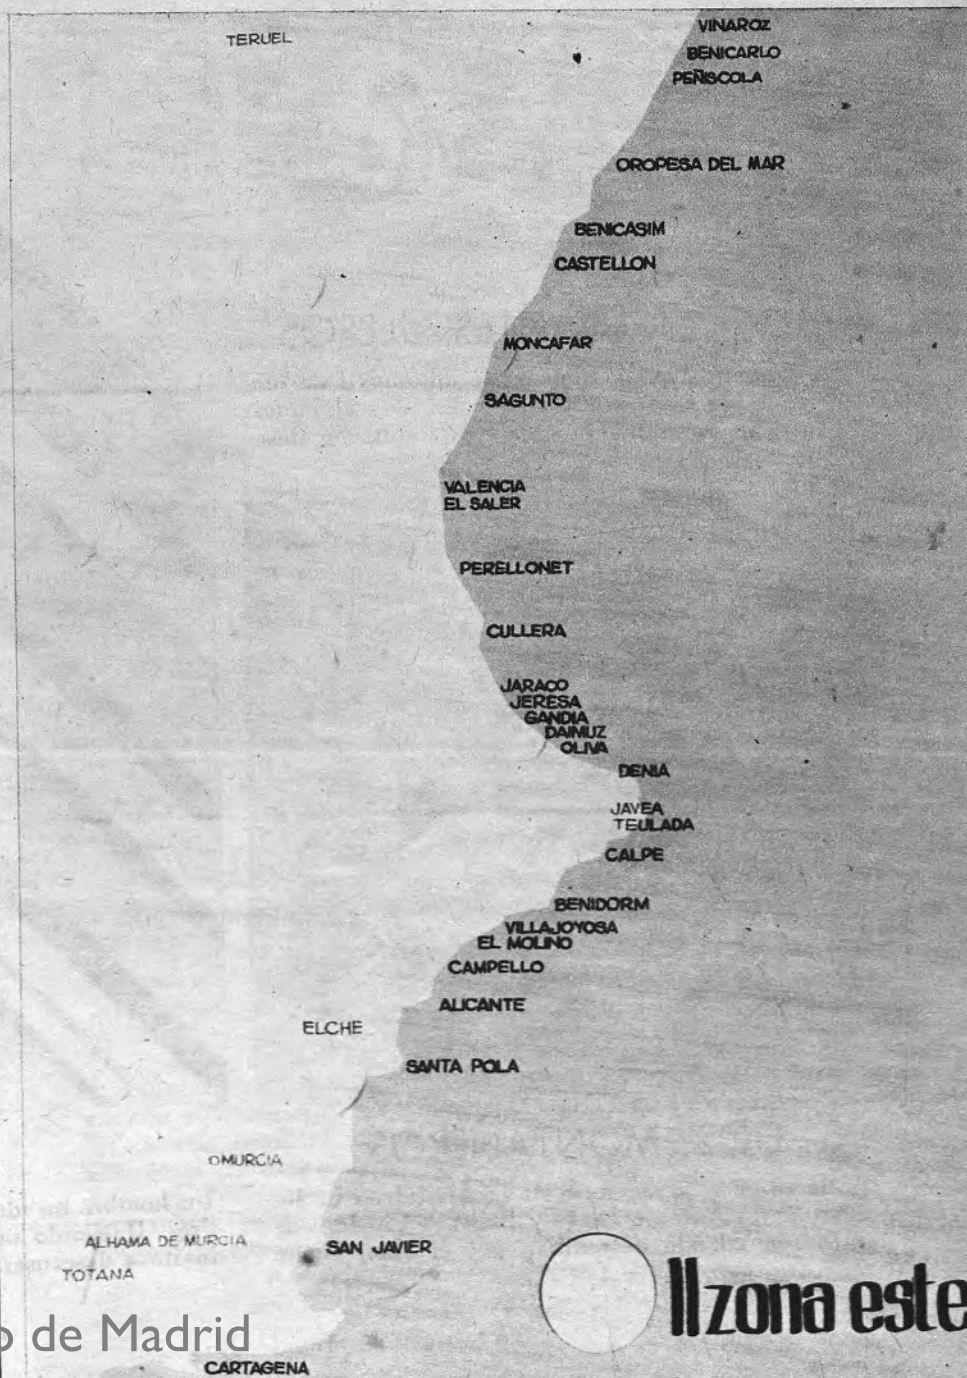 TERUEL
VINAROZ
BENICARLO
PEÑISCOLA
OROPESA DEL MAR
BENICASIM
CASTELLON
MONCAFAR
SAGUNTO
VALENCIA
EL SALER
PERELLONET
CULLERA
JARACO
JERESA
GANDIA
DAIMUZ
OLIVA
DENIA
JAVEA
TEULADA
CALPE
BENIDORM
VILLAJOYOSA
EL MOLINO
CAMPELLO
ALICANTE
ELCHE
SANTA POLA
MURCIA
ALHAMA DE MURCIA
SAN JAVIER
TOTANA
II zona este
o de Madrid
CARTAGENA